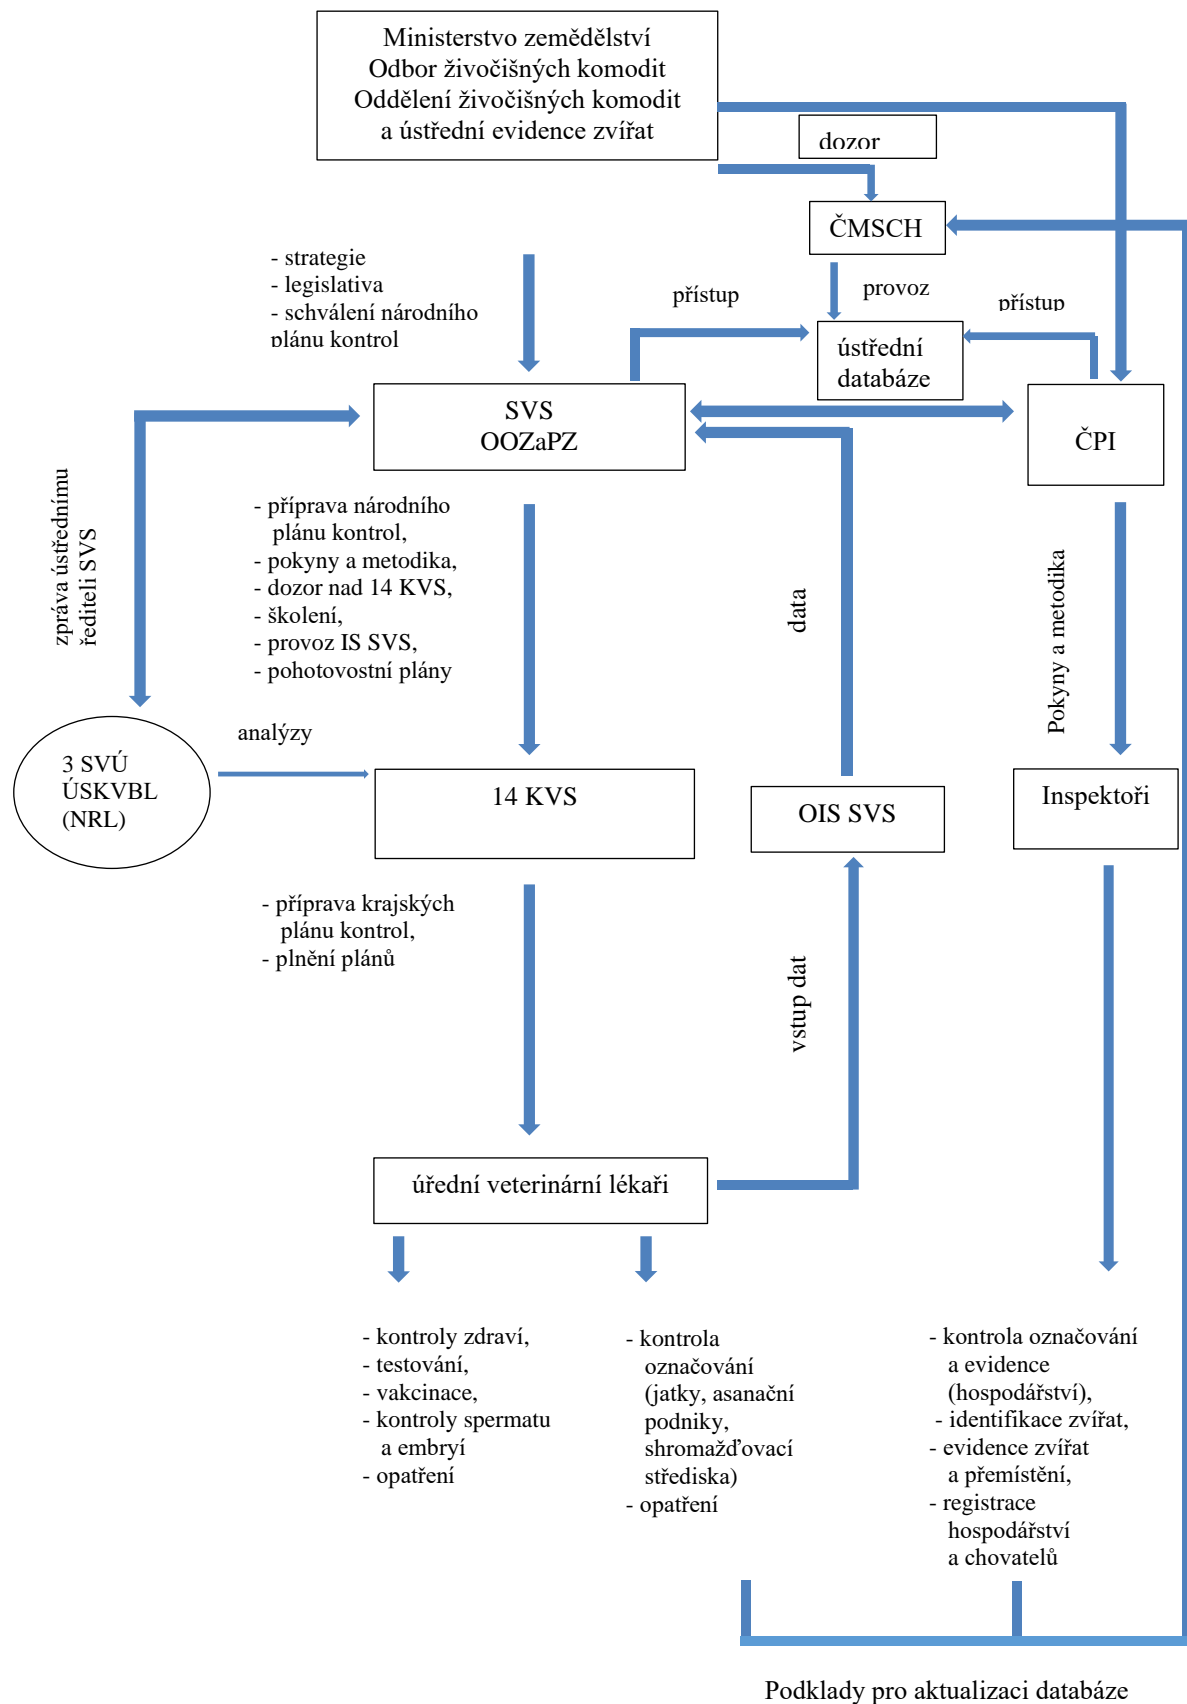 Ministerstvo zemědělství
Odbor živočišných komodit
Oddělení živočišných komodit
a ústřední evidence zvířat
dozor
ČMSCH
- strategie
- legislativa
- schválení národního
plánu kontrol
přístup
provoz
přístup
ústřední
databáze
SVS
OOZaPZ
ČPI
zpráva ústřednímu
řediteli SVS
- příprava národního
plánu kontrol,
- pokyny a metodika,
- dozor nad 14 KVS,
- školení,
- provoz IS SVS,
- pohotovostní plány
data
Pokyny a metodika
analýzy
3 SVÚ
ÚSKVBL
(NRL)
14 KVS
OIS SVS
Inspektoři
- příprava krajských
plánu kontrol,
- plnění plánů
vstup dat
úřední veterinární lékaři
- kontroly zdraví,
- testování,
- vakcinace,
- kontroly spermatu
a embryí
- opatření
- kontrola
označování
(jatky, asanační
podniky,
shromažďovací
střediska)
- opatření
- kontrola označování
a evidence
(hospodářství),
- identifikace zvířat,
- evidence zvířat
a přemístění,
- registrace
hospodářství
a chovatelů
Podklady pro aktualizaci databáze